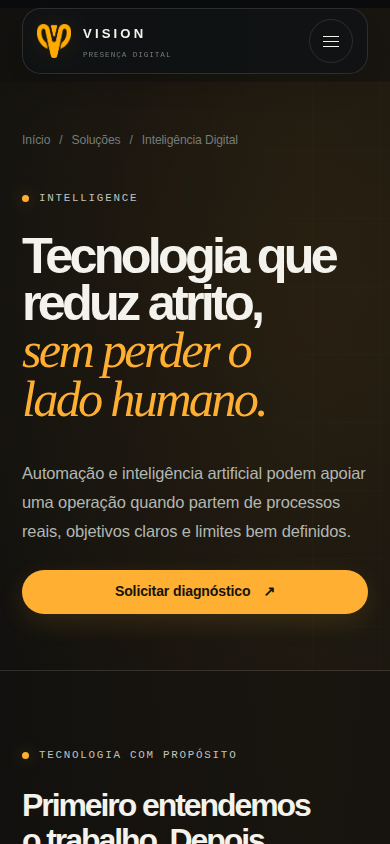 VISION
PRESENÇA DIGITAL
Início / Soluções / Inteligência Digital
INTELLIGENCE
Tecnologia que
reduz atrito,
sem perder o
lado humano.
Automação e inteligência artificial podem apoiar
uma operação quando partem de processos
reais, objetivos claros e limites bem definidos.
Solicitar diagnóstico ↗
TECNOLOGIA COM PROPÓSITO
Primeiro entendemos
o trabalho. Depois